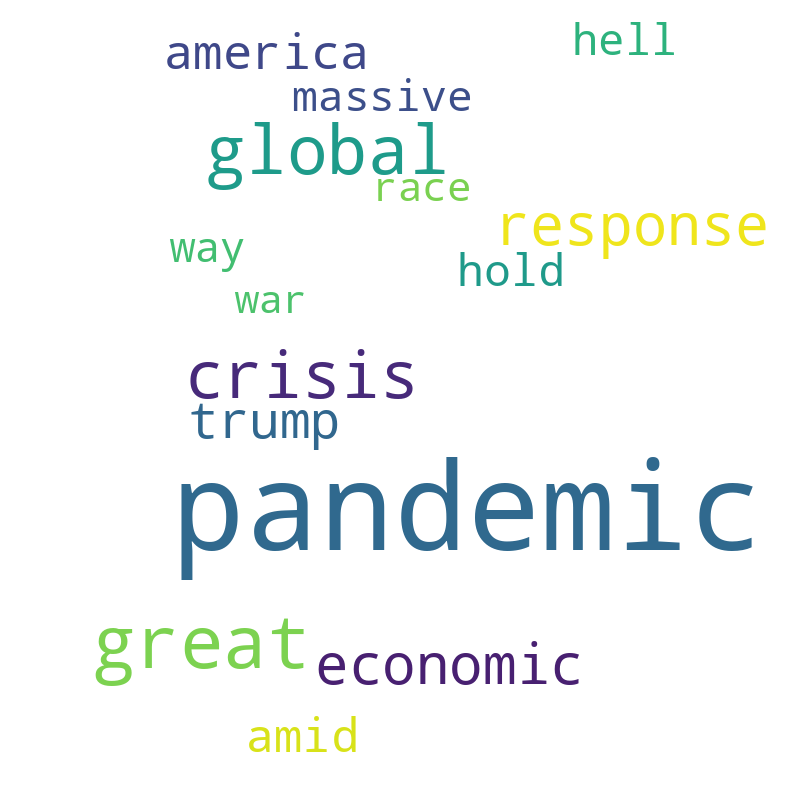 hell
america
massive
global
race
response
way
hold
war
crisis
trump
pandemic
great
economic
amid